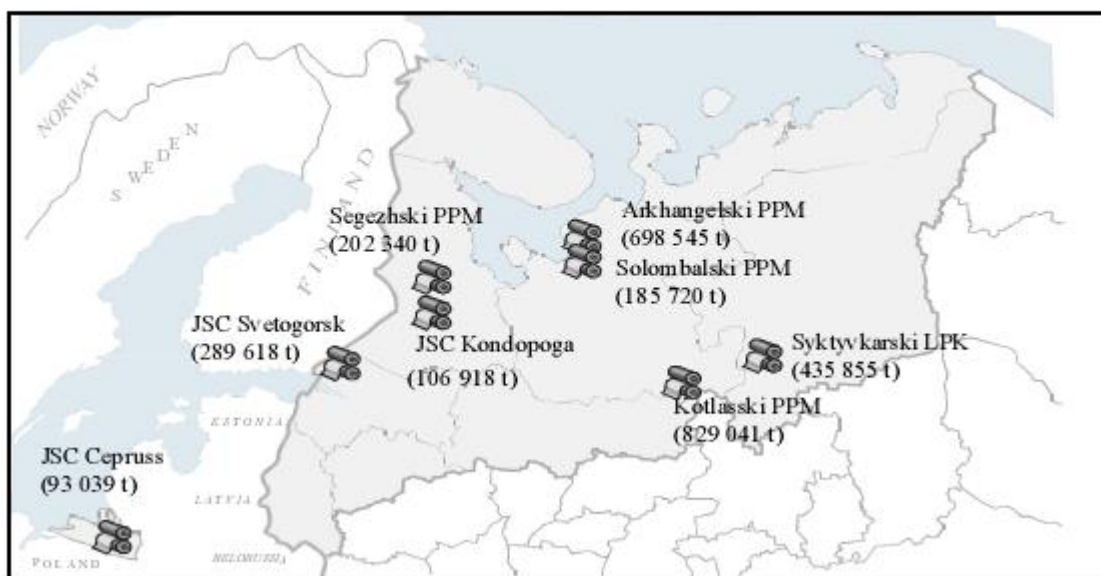 NORWAY
SWEDEN
FINLAND
Segezhski PPM
(202 340 t)
Arkhangelski PPM
(698 545 t)
Solombalski PPM
(185 720 t)
JSC Svetogorsk
(289 618 t)
JSC Kondopoga
(106 918 t)
Syktyvkarski LPK
(435 855 t)
Kotlasski PPM
(829 041 t)
ESTONIA
JSC Cepruss
(93 039 t)
LATVIA
POLAND
BELORUSSIA